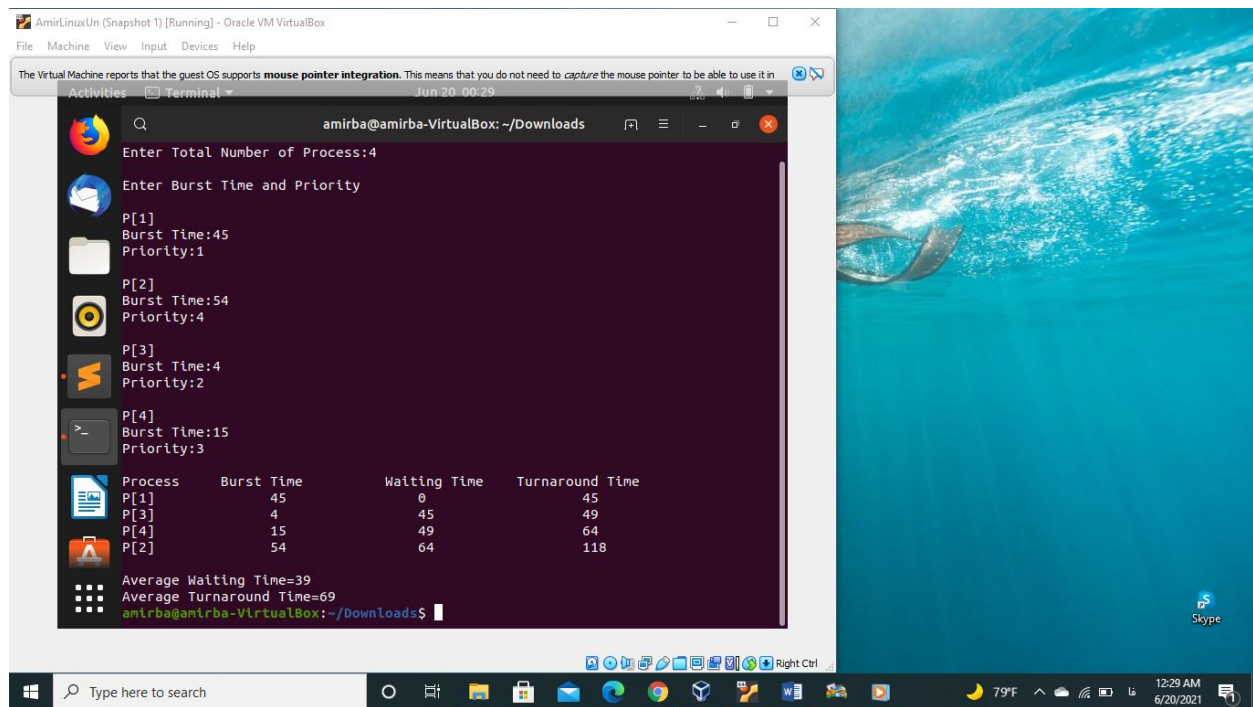 AmirLinuxUn (Snapshot 1) [Running] - Oracle VM VirtualBox
File Machine View Input Devices Help
The Virtual Machine reports that the guest OS supports mouse pointer integration. This means that you do not need to capture the mouse pointer to be able to use it in
Activities Terminal Jun 20 00:29
amirba@amirba-VirtualBox: ~/Downloads
Enter Total Number of Process:4
Enter Burst Time and Priority
P[1]
Burst Time:45
Priority:1
P[2]
Burst Time:54
Priority:4
P[3]
Burst Time:4
Priority:2
P[4]
Burst Time:15
Priority:3
Process Burst Time Waiting Time Turnaround Time
P[1] 45 0 45
P[3] 4 45 49
P[4] 15 49 64
P[2] 54 64 118
Average Waiting Time=39
Average Turnaround Time=69
amirba@amirba-VirtualBox:~/Downloads$
Skype
Right Ctrl
Type here to search
79°F
فا
12:29 AM
6/20/2021
1